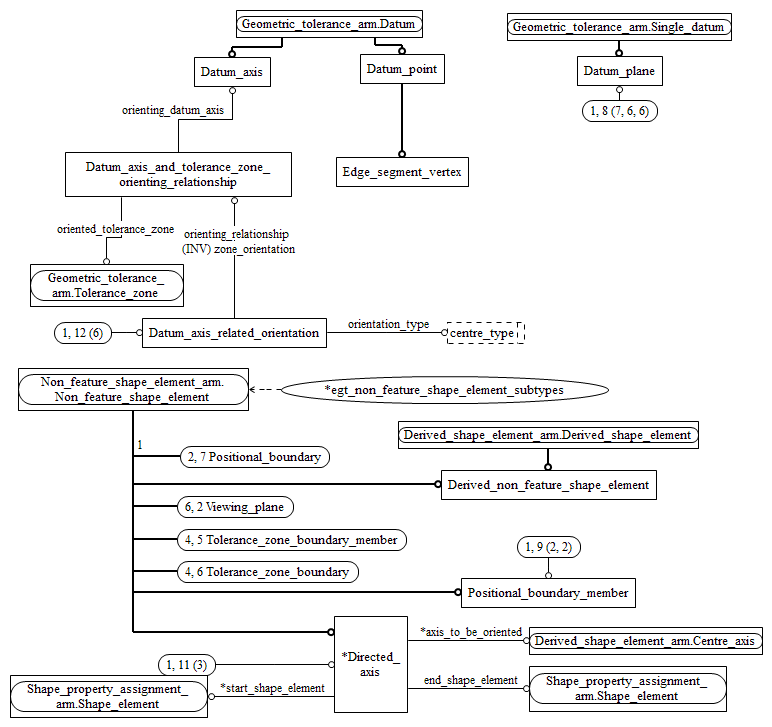 Geometric_tolerance_arm.Datum
Geometric_tolerance_arm.Single_datum
Datum_axis
Datum_point
Datum_plane
orienting_datum_axis
1, 8 (7, 6, 6)
Datum_axis_and_tolerance_zone_
orienting_relationship
Edge_segment_vertex
oriented_tolerance_zone
orienting_relationship
(INV) zone_orientation
Geometric_tolerance_
arm.Tolerance_zone
1, 12 (6)
Datum_axis_related_orientation
orientation_type
centre_type
Non_feature_shape_element_arm.
Non_feature_shape_element
*egt_non_feature_shape_element_subtypes
1
Derived_shape_element_arm.Derived_shape_element
2, 7 Positional_boundary
Derived_non_feature_shape_element
6, 2 Viewing_plane
4, 5 Tolerance_zone_boundary_member
1, 9 (2, 2)
4, 6 Tolerance_zone_boundary
Positional_boundary_member
*Directed_
axis
*axis_to_be_oriented
Derived_shape_element_arm.Centre_axis
1, 11 (3)
Shape_property_assignment_
arm.Shape_element
*start_shape_element
end_shape_element
Shape_property_assignment_
arm.Shape_element